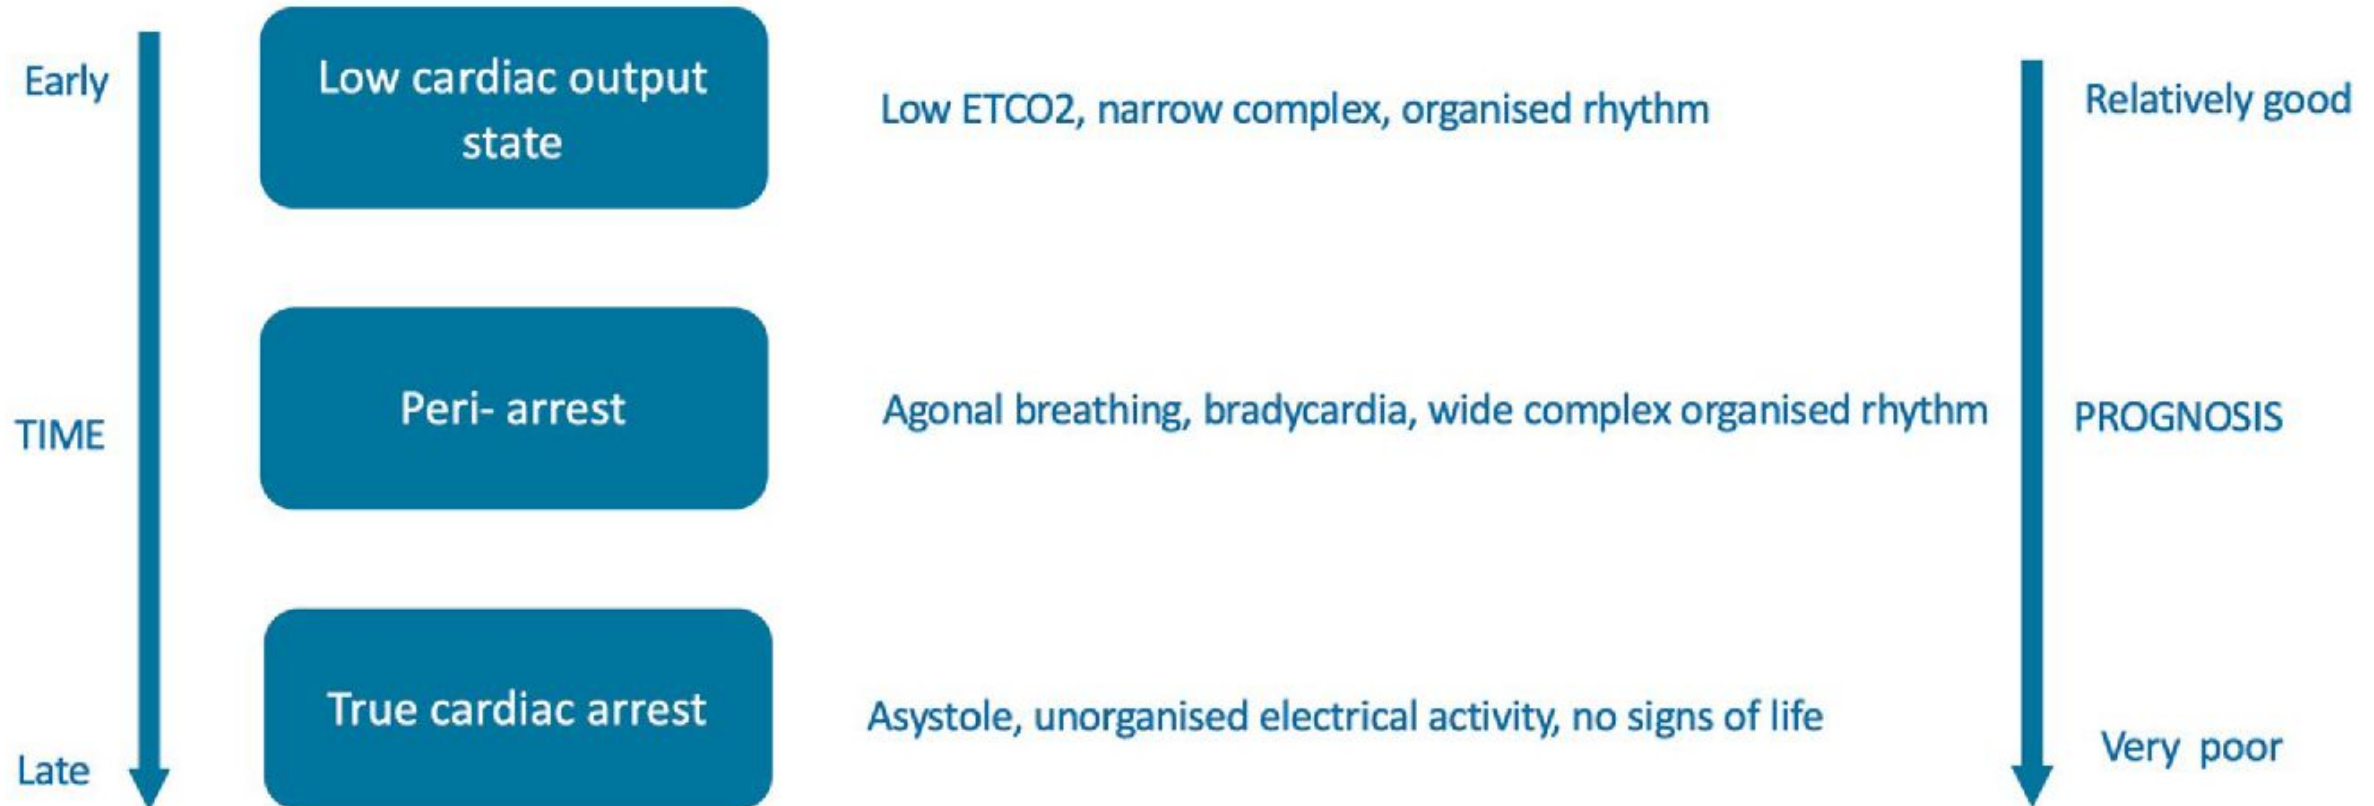 Early
Low cardiac output
state
Low ETCO2, narrow complex, organised rhythm
Relatively good
TIME
Peri- arrest
Agonal breathing, bradycardia, wide complex organised rhythm
PROGNOSIS
True cardiac arrest
Asystole, unorganised electrical activity, no signs of life
Late
Very poor